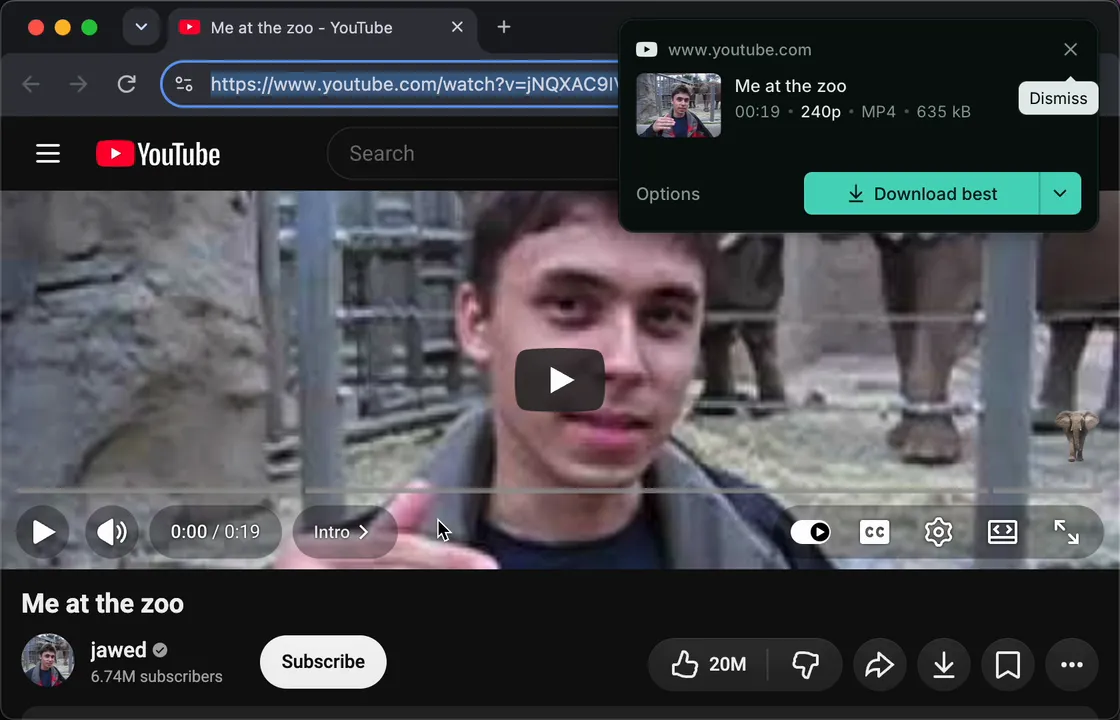 Me at the zoo - YouTube
https://www.youtube.com/watch?v=jNQXAC9
www.youtube.com
Me at the zoo
00:19 • 240p • MP4 • 635 kB
Dismiss
Options
Download best
YouTube
Search
0:00 / 0:19
Intro
CC
Me at the zoo
jawed
6.74M subscribers
Subscribe
20M